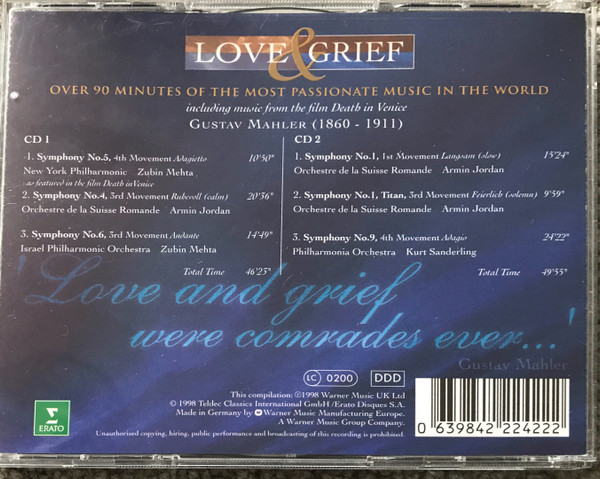 LOVE & GRIEF
OVER 90 MINUTES OF THE MOST PASSIONATE MUSIC IN THE WORLD
including music from the film Death in Venice
GUSTAV MAHLER (1860 - 1911)
CD 1
1. Symphony No.5, 4th Movement Adagietto 10'50"
New York Philharmonic Zubin Mehta
as featured in the film Death in Venice
2. Symphony No.4, 3rd Movement Ruhevoll (calm) 20'36"
Orchestre de la Suisse Romande Armin Jordan
3. Symphony No.6, 3rd Movement Andante 14'49"
Israel Philharmonic Orchestra Zubin Mehta
Total Time 46'25"
CD 2
1. Symphony No.1, 1st Movement Langsam (slow) 15'24"
Orchestre de la Suisse Romande Armin Jordan
2. Symphony No.1, Titan, 3rd Movement Feierlich (solemn) 9'59"
Orchestre de la Suisse Romande Armin Jordan
3. Symphony No.9, 4th Movement Adagio 24'22"
Philharmonia Orchestra Kurt Sanderling
Total Time 49'55"
'Love and grief
were comrades ever...'
Gustav Mahler
LC 0200 DDD
This compilation: ℗1998 Warner Music UK Ltd
© 1998 Teldec Classics International GmbH /Erato Disques S.A.
Made in Germany by Warner Music Manufacturing Europe.
A Warner Music Group Company.
Unauthorised copying, hiring, public performance and broadcasting of this recording is prohibited.
ERATO
0 639842 224222